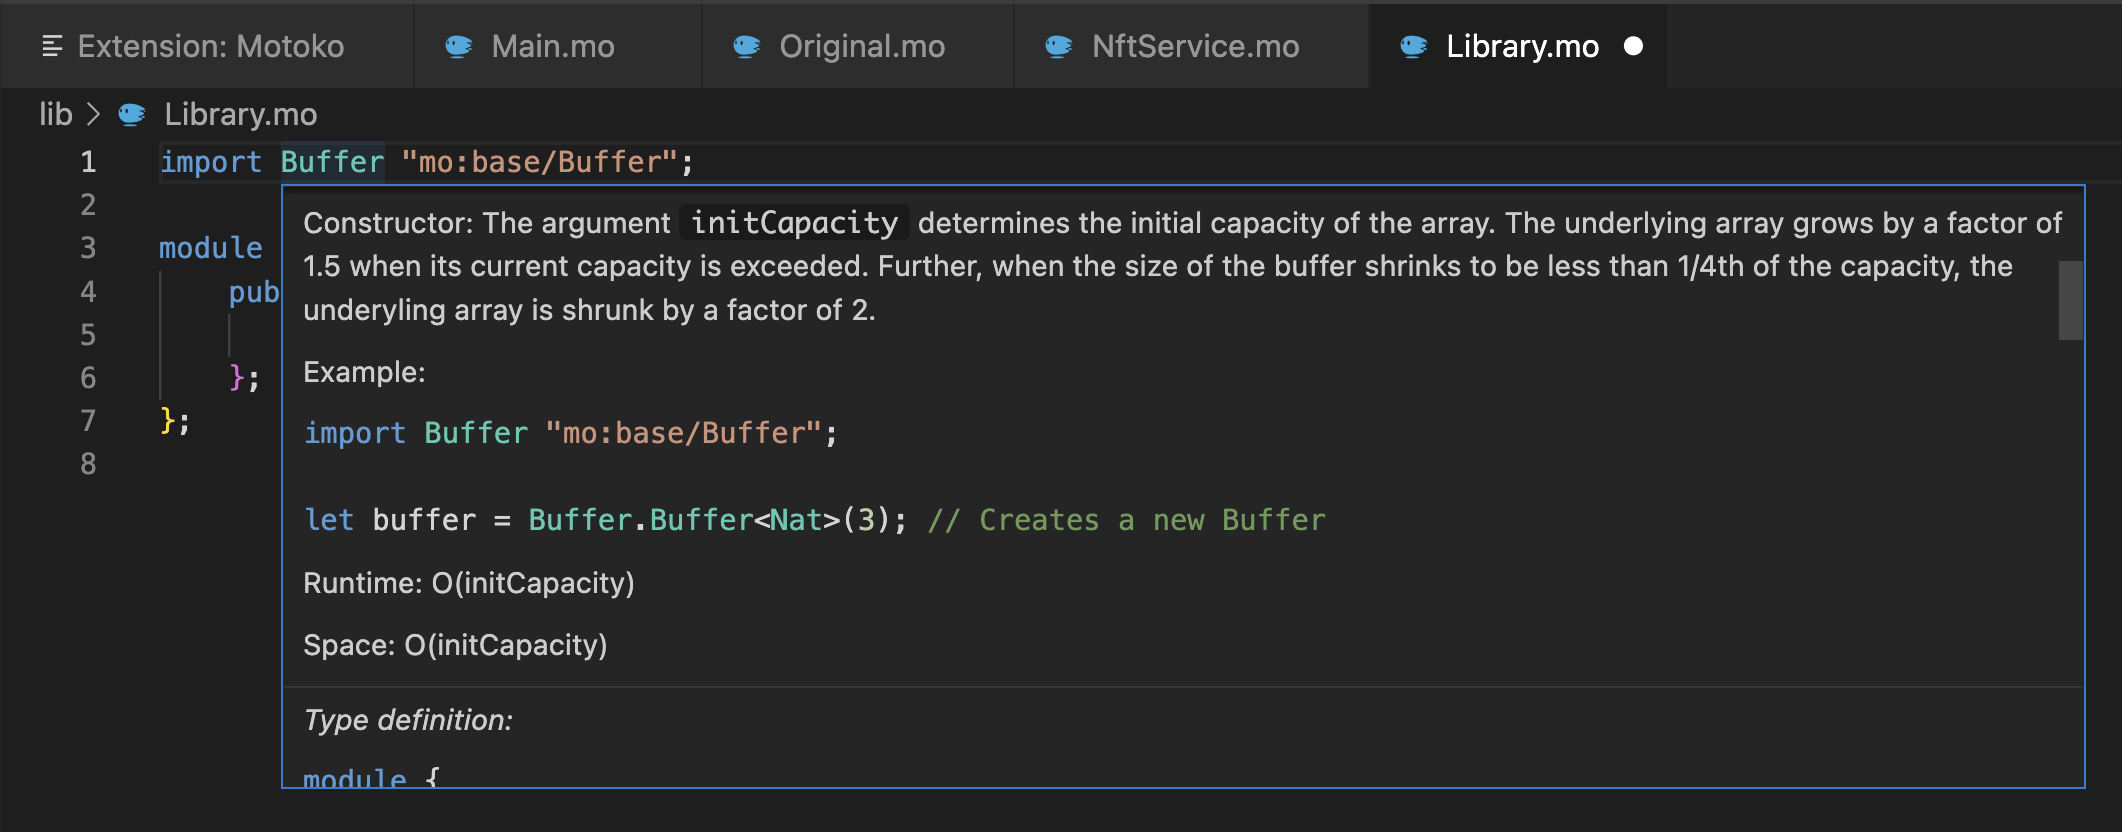 Extension: Motoko Main.mo Original.mo NftService.mo Library.mo
lib > Library.mo
1 import Buffer "mo:base/Buffer";
2
3 module
4 pub
5
6 };
7 };
8
Constructor: The argument initCapacity determines the initial capacity of the array. The underlying array grows by a factor of
1.5 when its current capacity is exceeded. Further, when the size of the buffer shrinks to be less than 1/4th of the capacity, the
underyling array is shrunk by a factor of 2.
Example:
import Buffer "mo:base/Buffer";
let buffer = Buffer.Buffer<Nat>(3); // Creates a new Buffer
Runtime: O(initCapacity)
Space: O(initCapacity)
Type definition:
module {